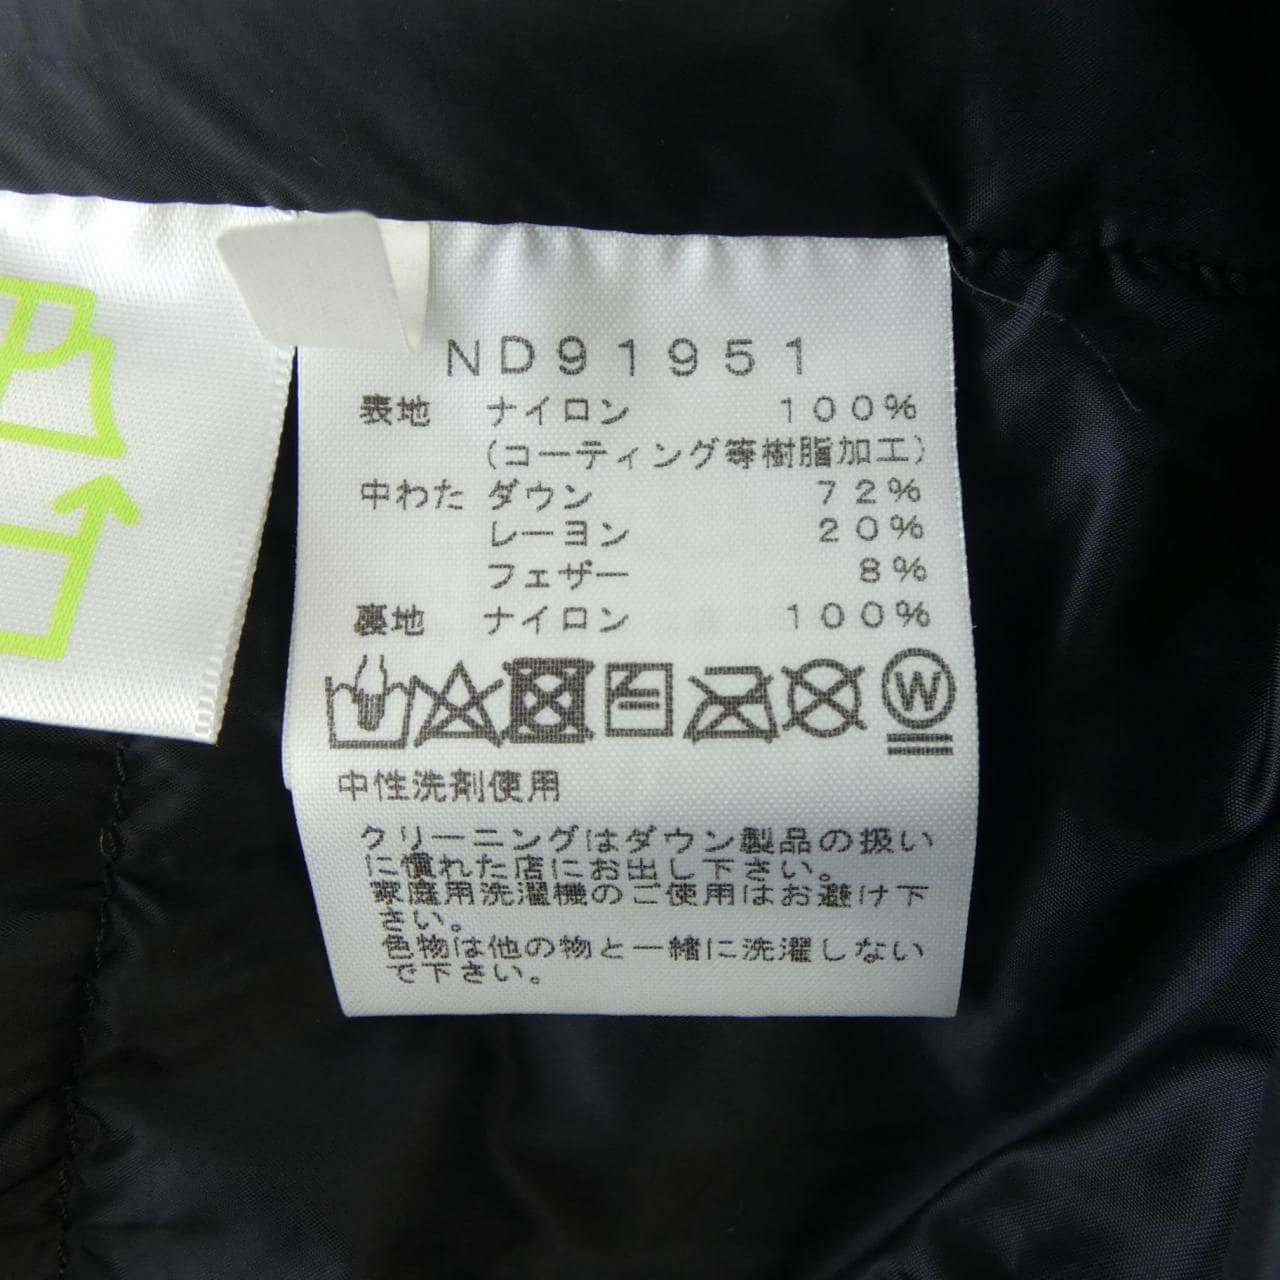 ND91951
表地 ナイロン 100%
(コーティング等樹脂加工)
中わた ダウン 72%
レーヨン 20%
フェザー 8%
裏地 ナイロン 100%
W
中性洗剤使用
クリーニングはダウン製品の扱い
に慣れた店にお出し下さい。
家庭用洗濯機のご使用はお避け下
さい。
色物は他の物と一緒に洗濯しない
で下さい。